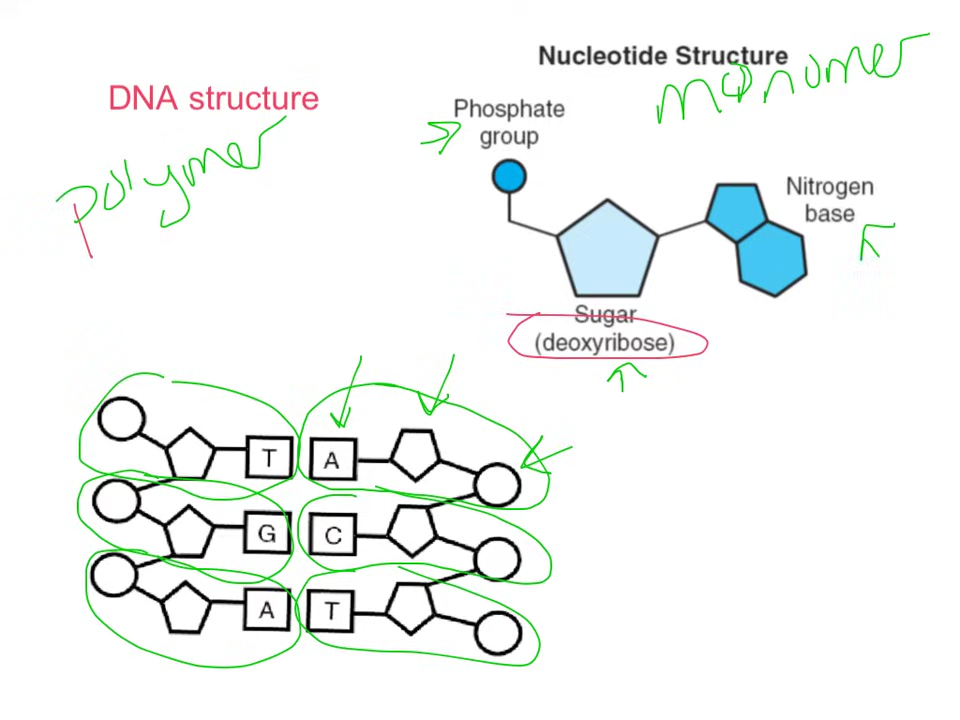 Nucleotide Structure
monomer
DNA structure
polymer
Phosphate
group
Nitrogen
base
Sugar
(deoxyribose)
T A
G C
A T